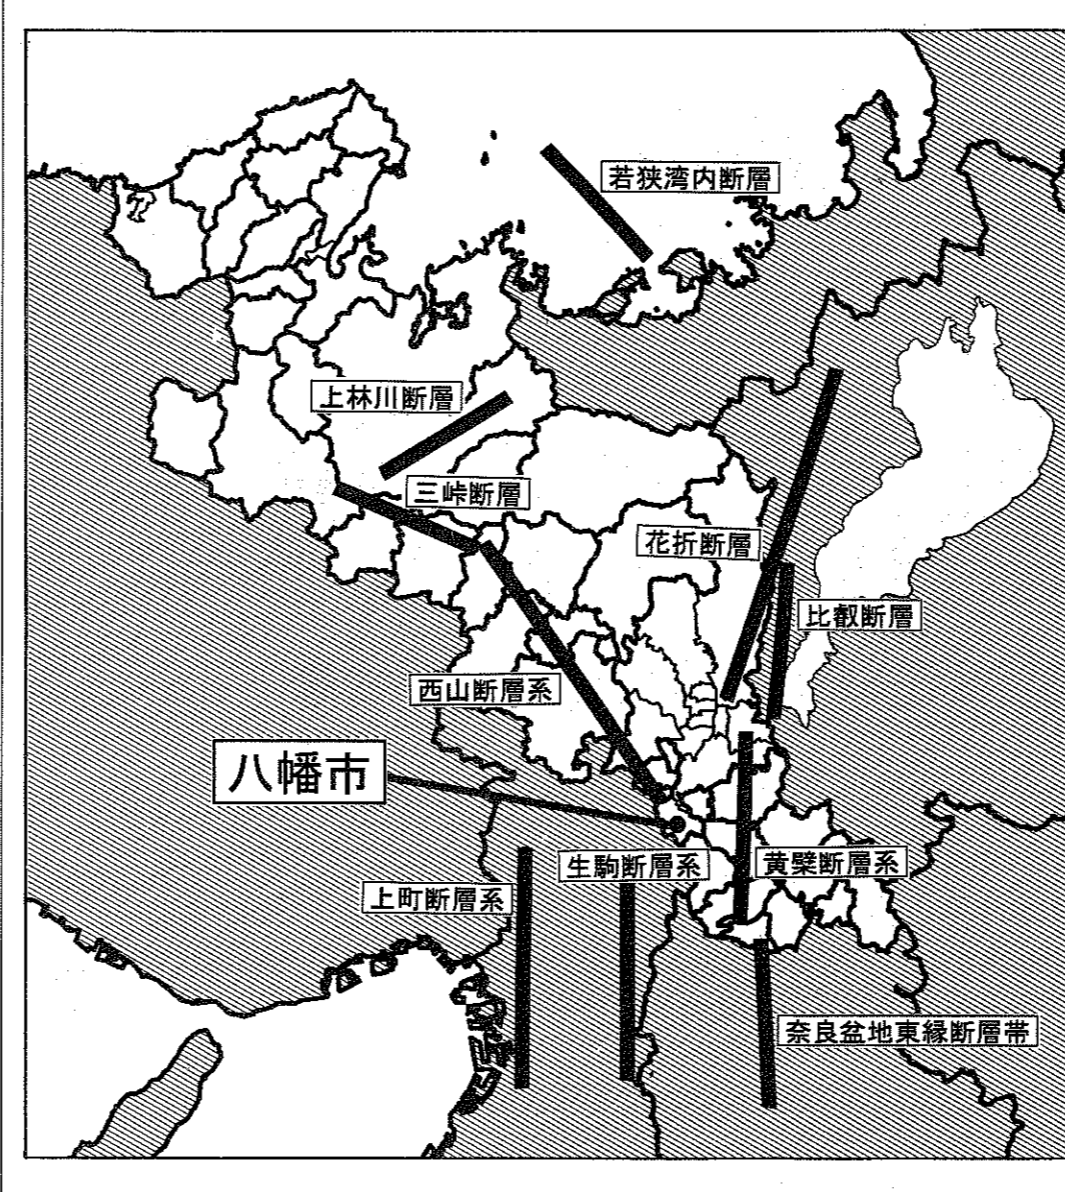 若狭湾内断層
上林川断層
三峠断層
花折断層
比叡断層
西山断層系
八幡市
生駒断層系
黄檗断層系
上町断層系
奈良盆地東縁断層帯